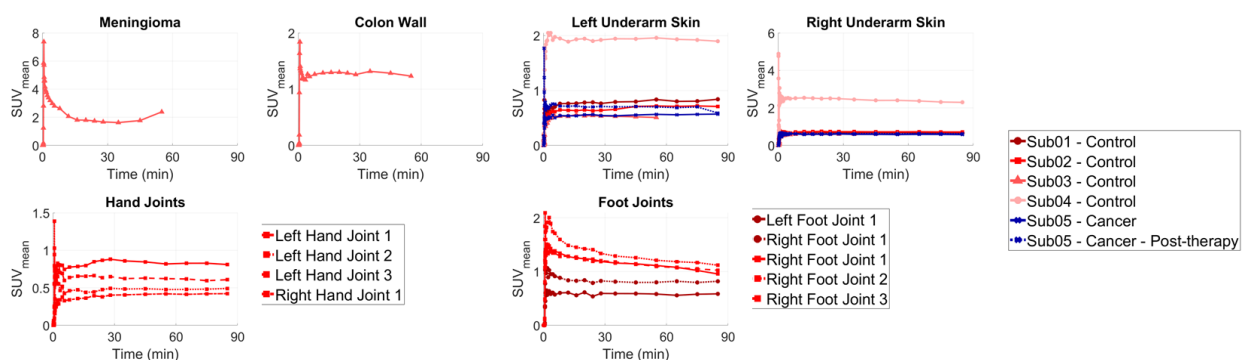 Meningioma
SUVmean
8
6
4
2
0
0 30 60 90
Time (min)
Colon Wall
SUVmean
2
1
0
0 30 60 90
Time (min)
Left Underarm Skin
SUVmean
2
1
0
0 30 60 90
Time (min)
Right Underarm Skin
SUVmean
6
4
2
0
0 30 60 90
Time (min)
Sub01 - Control
Sub02 - Control
Sub03 - Control
Sub04 - Control
Sub05 - Cancer
Sub05 - Cancer - Post-therapy
Hand Joints
SUVmean
1.5
1
0.5
0
0 30 60 90
Time (min)
Left Hand Joint 1
Left Hand Joint 2
Left Hand Joint 3
Right Hand Joint 1
Foot Joints
SUVmean
2
1
0
0 30 60 90
Time (min)
Left Foot Joint 1
Right Foot Joint 1
Right Foot Joint 1
Right Foot Joint 2
Right Foot Joint 3